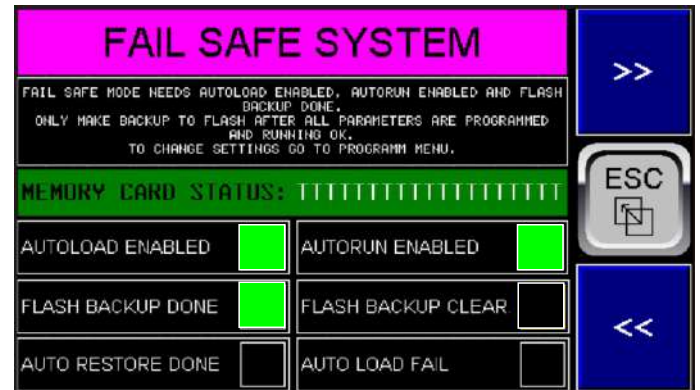 FAIL SAFE SYSTEM
>>
FAIL SAFE MODE NEEDS AUTOLOAD ENABLED, AUTORUN ENABLED AND FLASH
BACKUP DONE.
ONLY MAKE BACKUP TO FLASH AFTER ALL PARAMETERS ARE PROGRAMMED
AND RUNNING OK.
TO CHANGE SETTINGS GO TO PROGRAMM MENU.
ESC
MEMORY CARD STATUS: TTTTTTTTTTTTTTTTTTTT
AUTOLOAD ENABLED
AUTORUN ENABLED
FLASH BACKUP DONE
FLASH BACKUP CLEAR
<<
AUTO RESTORE DONE
AUTO LOAD FAIL